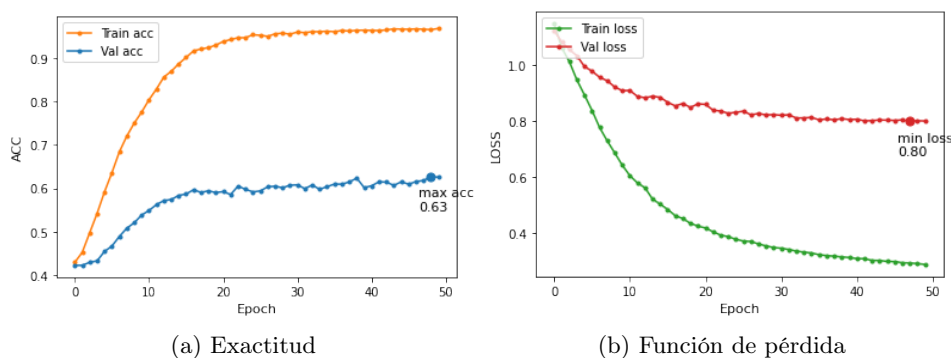 Train acc
Val acc
0.9
0.8
0.7
0.6
0.5
0.4
ACC
max acc
0.63
0
10
20
30
40
50
Epoch
(a) Exactitud
Train loss
Val loss
1.0
0.8
0.6
0.4
LOSS
min loss
0.80
0
10
20
30
40
50
Epoch
(b) Función de pérdida